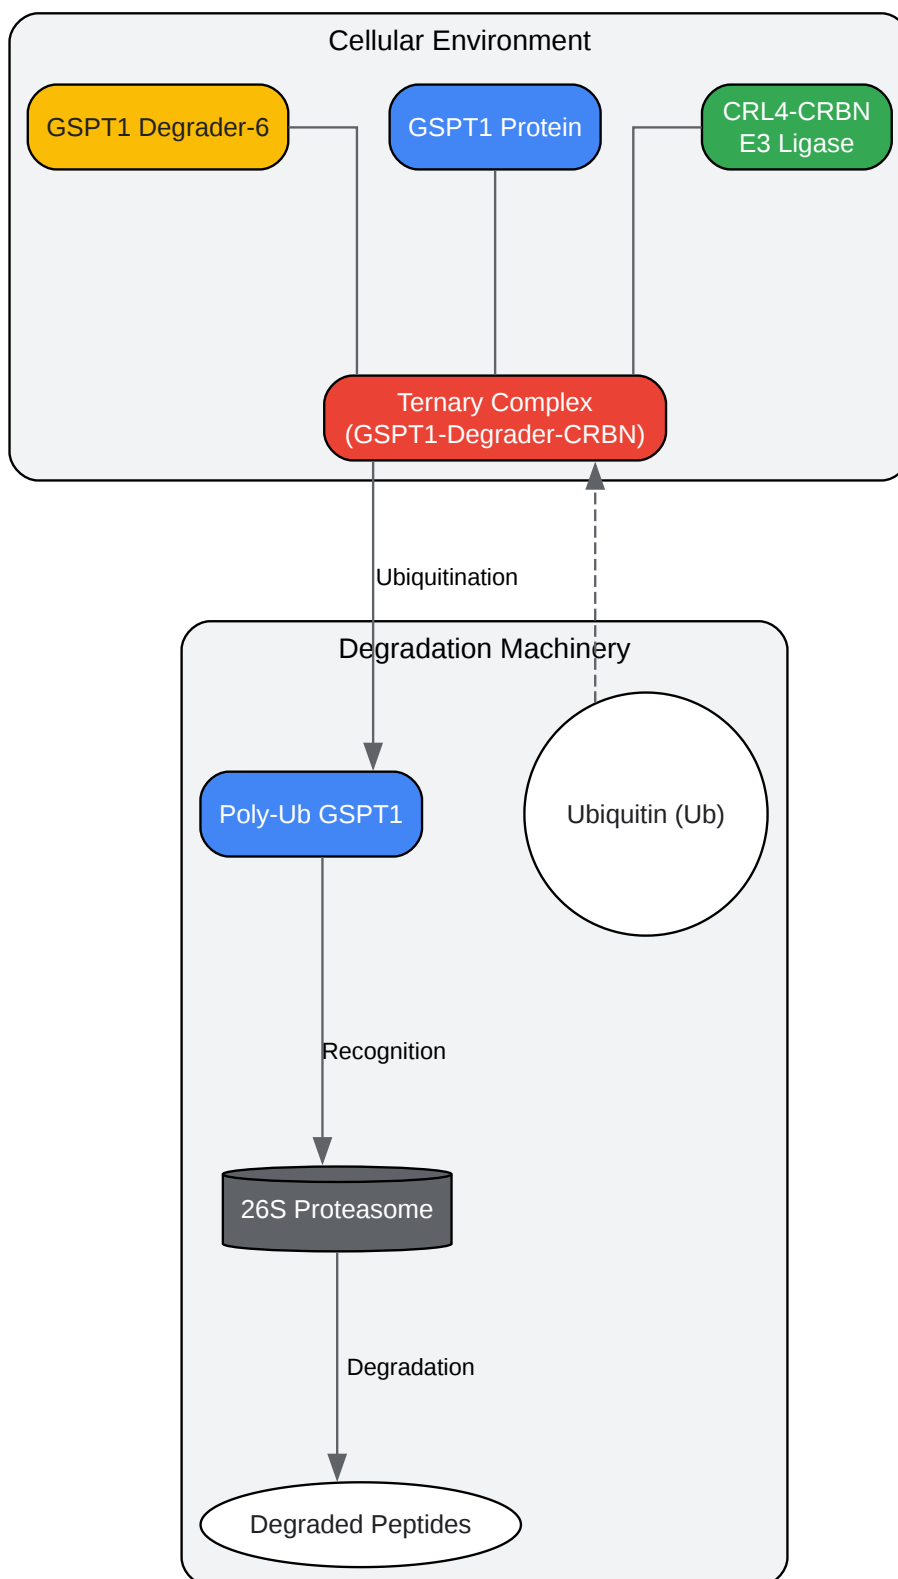 Cellular Environment
GSPT1 Degrader-6
GSPT1 Protein
CRL4-CRBN
E3 Ligase
Ternary Complex
(GSPT1-Degrader-CRBN)
Ubiquitination
Degradation Machinery
Poly-Ub GSPT1
Ubiquitin (Ub)
Recognition
26S Proteasome
Degradation
Degraded Peptides